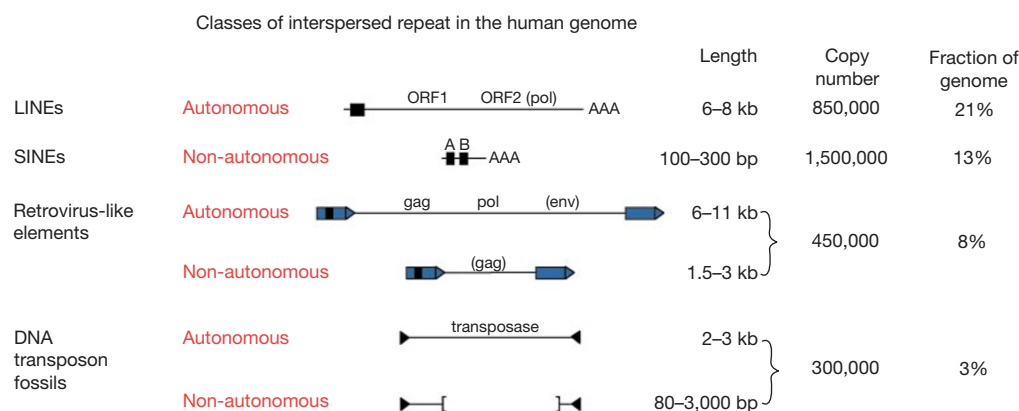 Classes of interspersed repeat in the human genome
Length Copy number Fraction of genome
LINEs Autonomous ORF1 ORF2 (pol) AAA 6–8 kb 850,000 21%
SINEs Non-autonomous A B AAA 100–300 bp 1,500,000 13%
Retrovirus-like elements Autonomous gag pol (env) 6–11 kb
450,000 8%
Non-autonomous (gag) 1.5–3 kb
DNA transposon fossils Autonomous transposase 2–3 kb
300,000 3%
Non-autonomous 80–3,000 bp